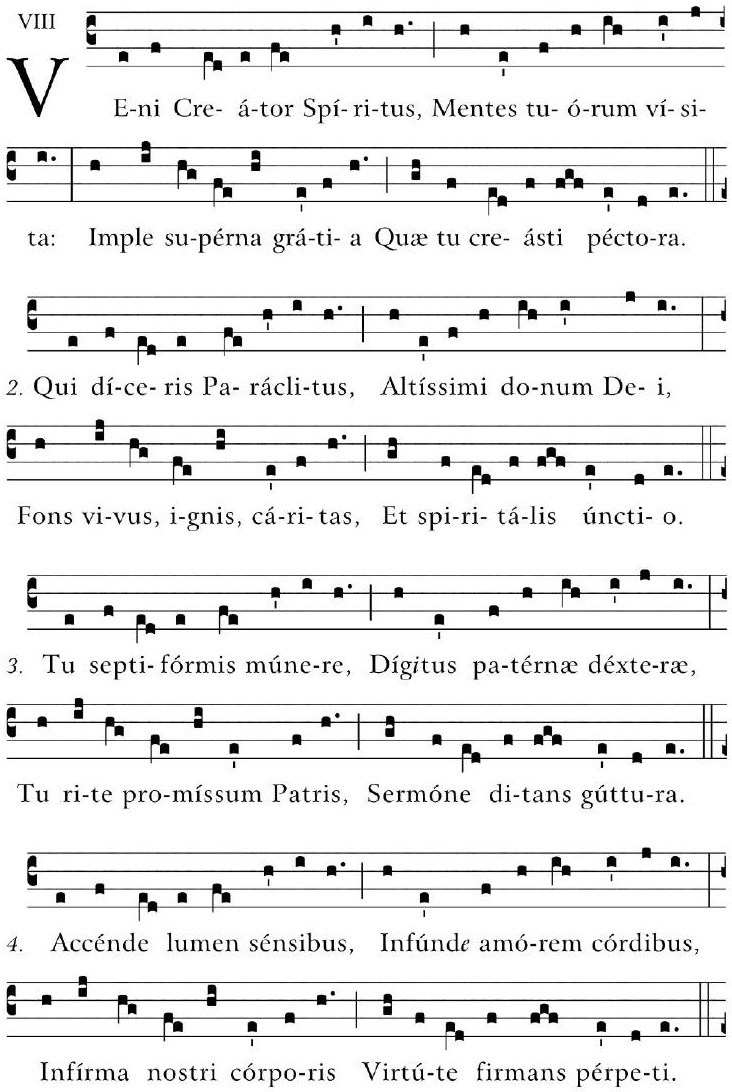 VIII
VE-ni Cre- á-tor Spí- ri-tus, Mentes tu- ó-rum ví- si-
ta: Imple su-pérna grá-ti- a Quæ tu cre- ásti pécto-ra.
2. Qui dí-ce- ris Pa- rácli-tus, Altíssimi do-num De- i,
Fons vi-vus, i-gnis, cá-ri-tas, Et spi-ri- tá-lis úncti- o.
3. Tu septi-fórmis múne-re, Dígitus pa-térnæ déxte-ræ,
Tu ri-te pro-míssum Patris, Sermóne di-tans gúttu-ra.
4. Accénde lumen sénsibus, Infúnde amó-rem córdibus,
Infírma nostri córpo-ris Virtú-te firmans pérpe-ti.